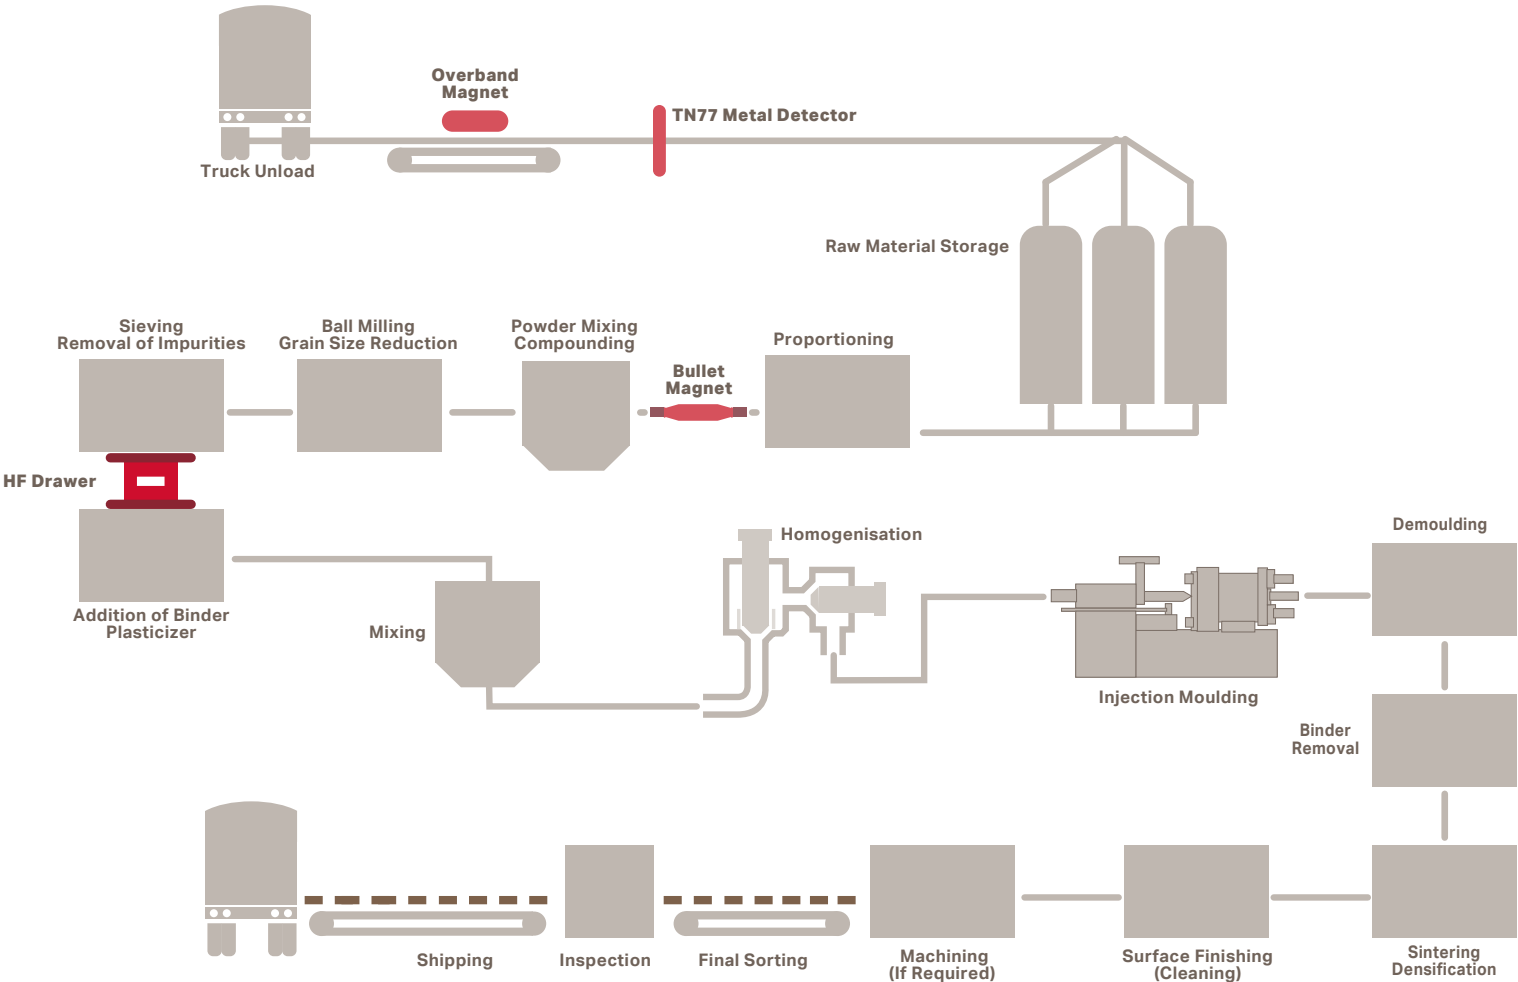 Overband
Magnet
TN77 Metal Detector
Truck Unload
Raw Material Storage
Sieving
Removal of Impurities
Ball Milling
Grain Size Reduction
Powder Mixing
Compounding
Bullet
Magnet
Proportioning
HF Drawer
Addition of Binder
Plasticizer
Mixing
Homogenisation
Injection Moulding
Demoulding
Binder
Removal
Shipping
Inspection
Final Sorting
Machining
(If Required)
Surface Finishing
(Cleaning)
Sintering
Densification